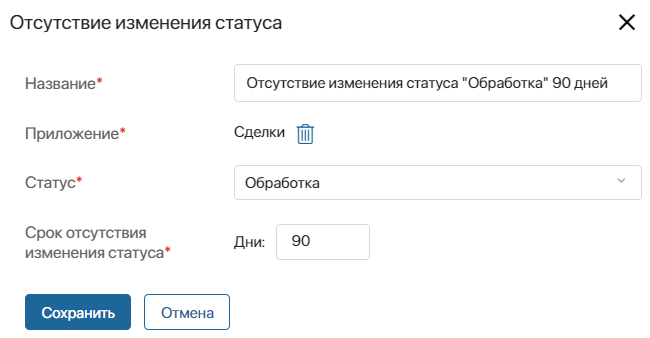 Отсутствие изменения статуса
Название*
Отсутствие изменения статуса "Обработка" 90 дней
Приложение*
Сделки
Статус*
Обработка
Срок отсутствия
изменения статуса*
Дни:
90
Сохранить
Отмена